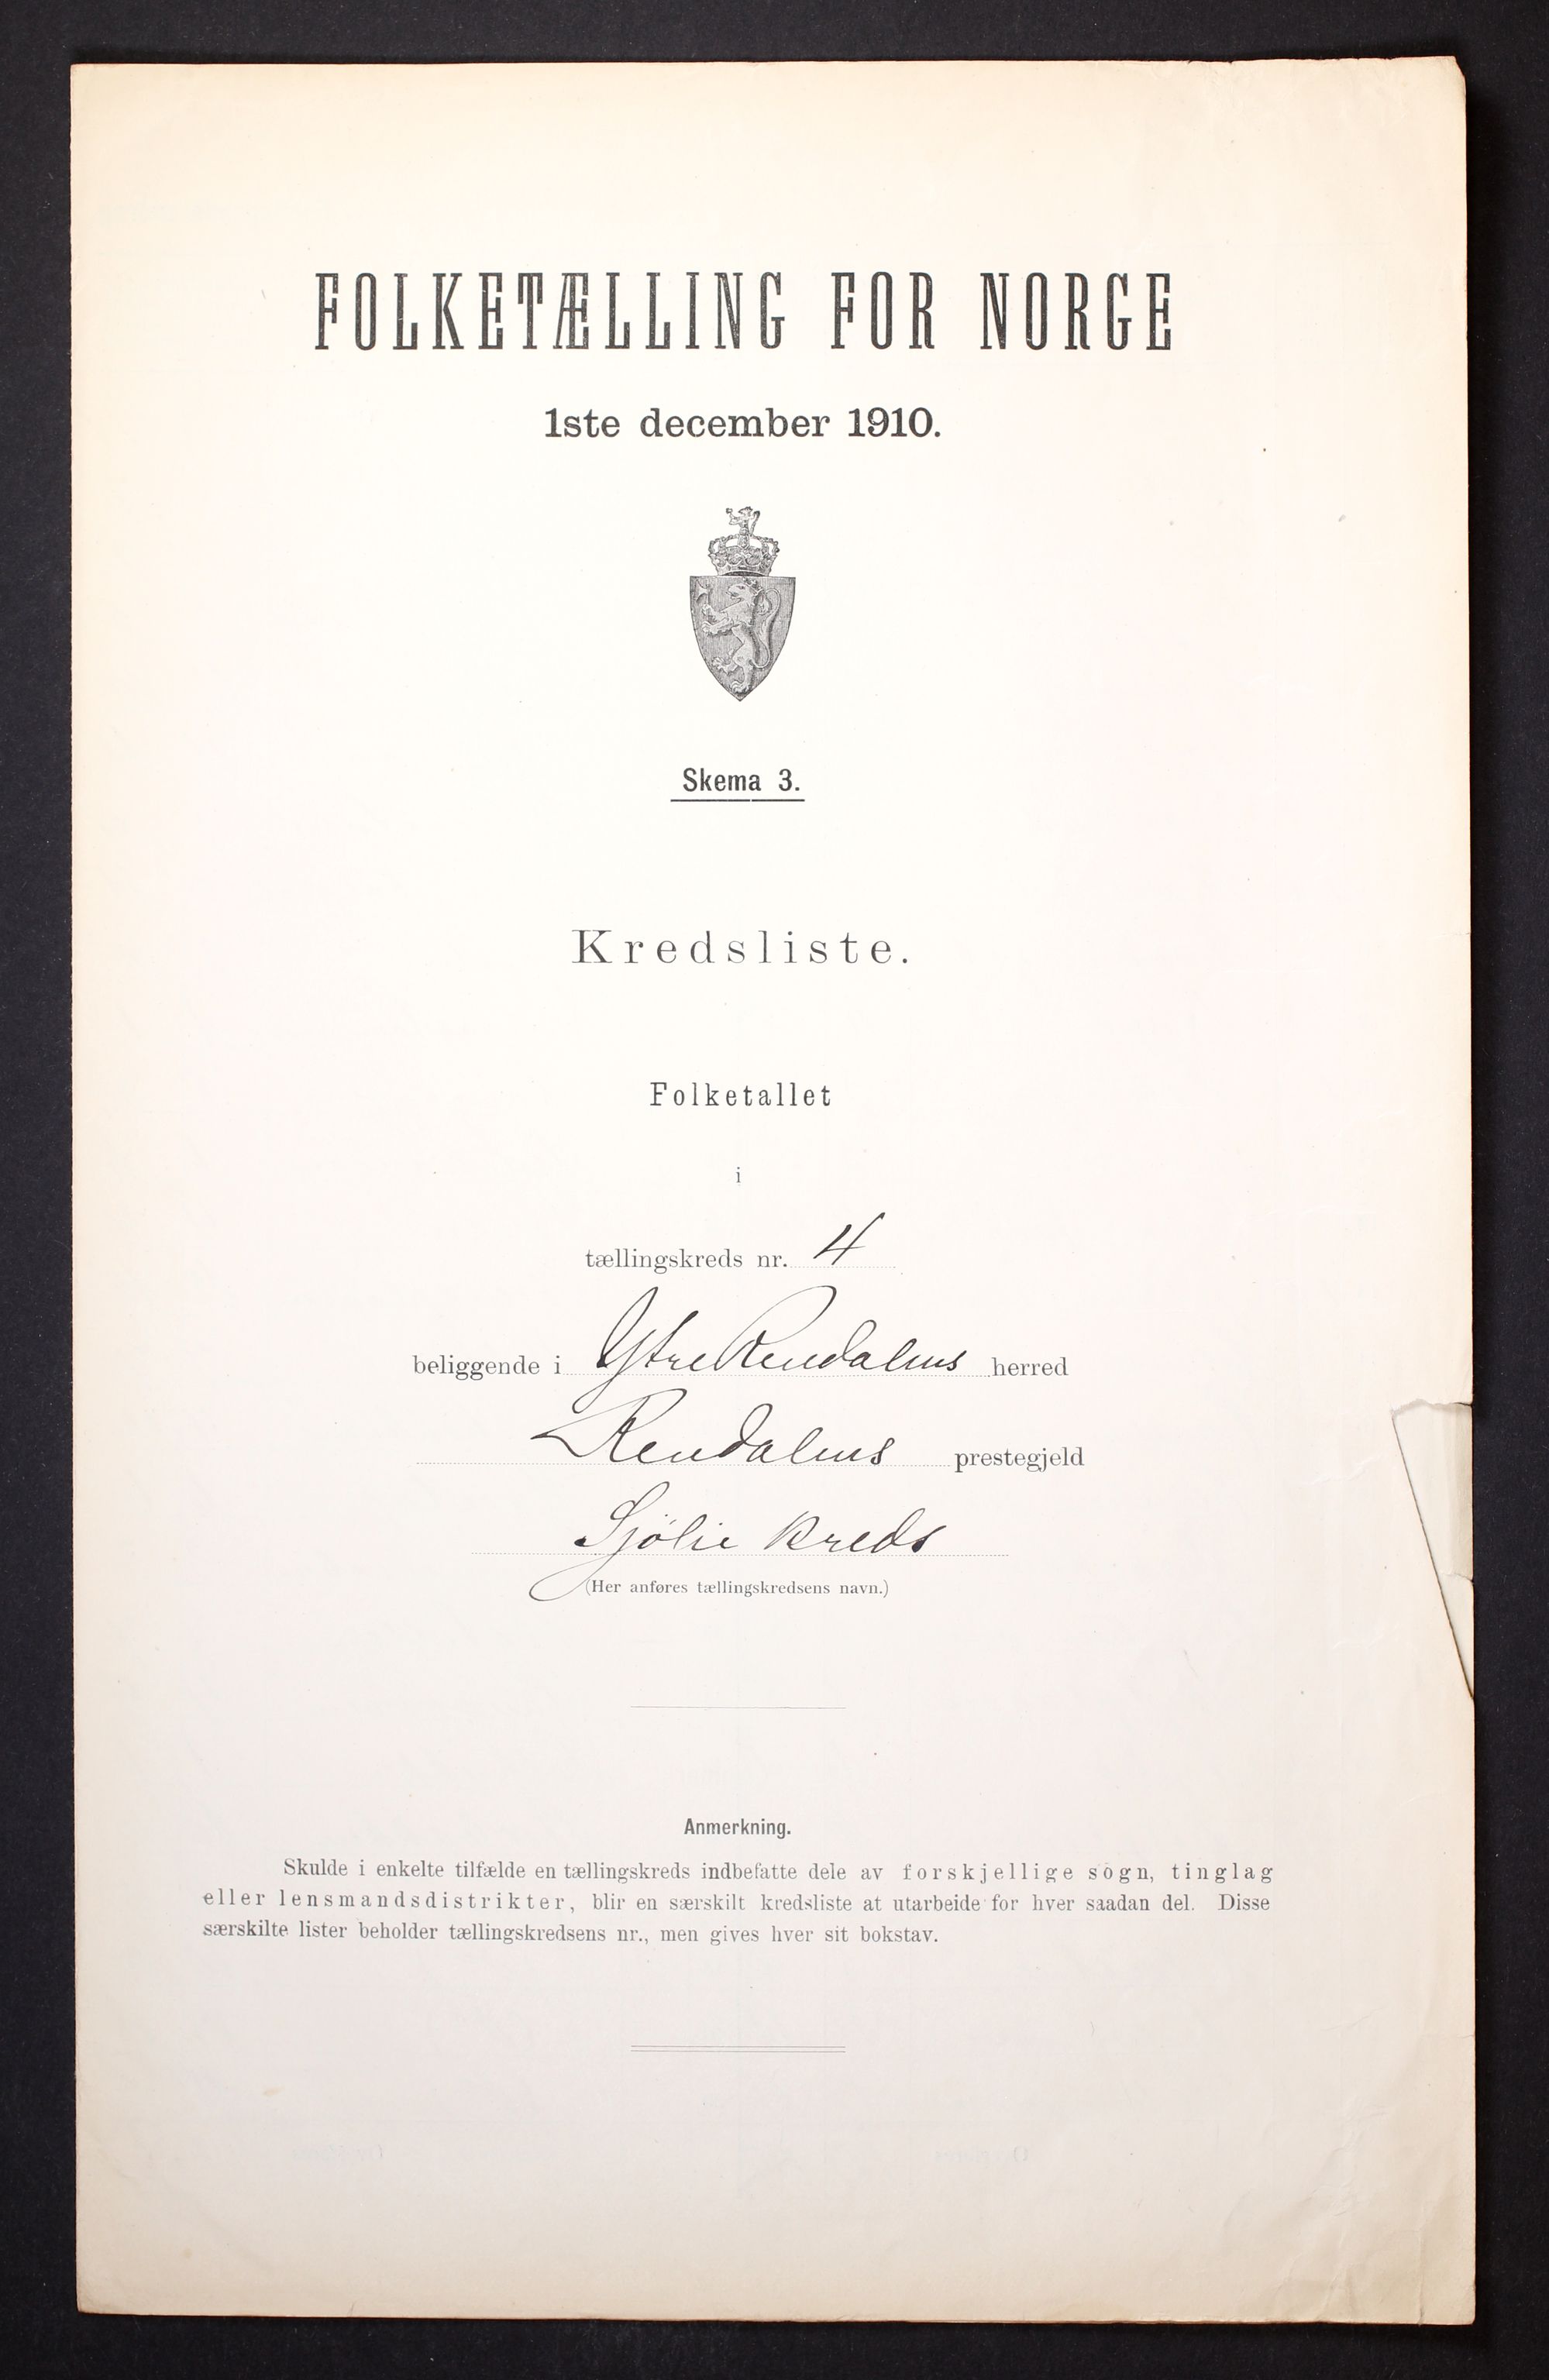 FOLKETÆLLING FOR NORGE
1ste december 1910.
Skema 3.
Kredsliste.
Folketallet
i
tællingskreds nr. 4
beliggende i Ytre Rendalens herred
Rendalens prestegjeld
Sjölie kreds
(Her anføres tællingskredsens navn.)
Anmerkning.
Skulde i enkelte tilfælde en tællingskreds indbefatte dele av forskjellige sogn, tinglag
eller lensmandsdistrikter, blir en særskilt kredsliste at utarbeide for hver saadan del. Disse
særskilte lister beholder tællingskredsens nr., men gives hver sit bokstav.